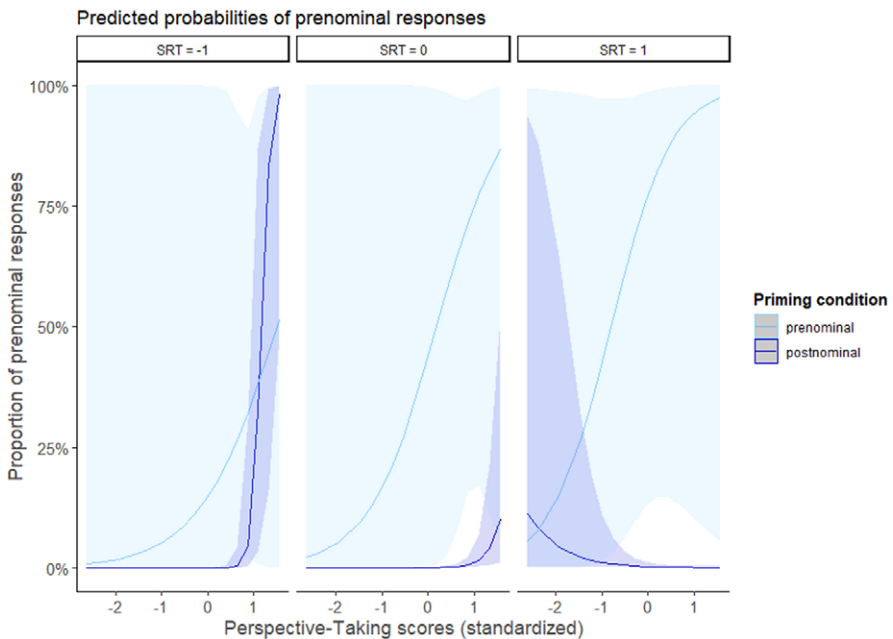 Predicted probabilities of prenominal responses
SRT = -1
SRT = 0
SRT = 1
Proportion of prenominal responses
100%
75%
50%
25%
0%
-2 -1 0 1
-2 -1 0 1
-2 -1 0 1
Perspective-Taking scores (standardized)
Priming condition
prenominal
postnominal